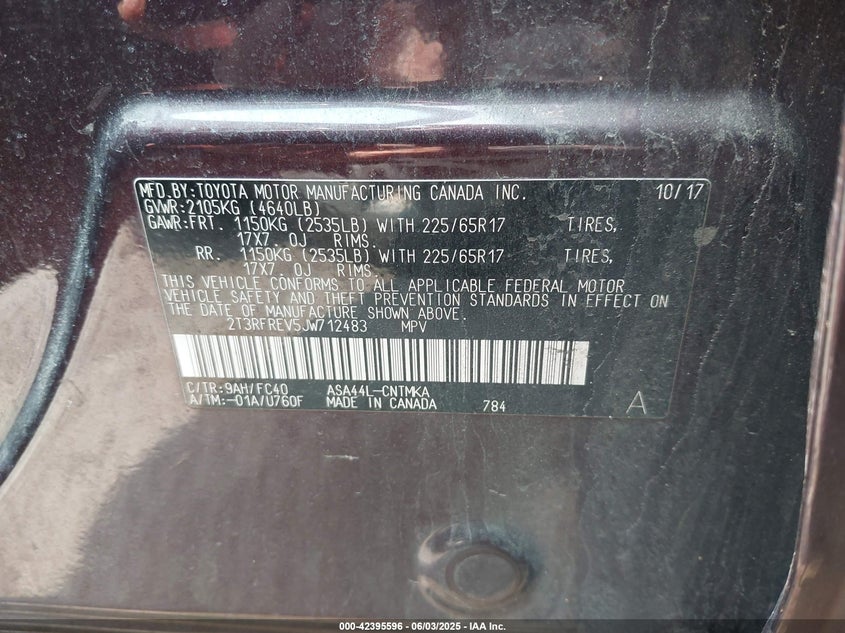 MFD.BY:TOYOTA MOTOR MANUFACTURING CANADA INC. 10/17
GVWR:2105KG (4640LB)
GAWR:FRT. 1150KG (2535LB) WITH 225/65R17 TIRES,
17X7.0J RIMS.
RR. 1150KG (2535LB) WITH 225/65R17 TIRES,
17X7.0J RIMS.
THIS VEHICLE CONFORMS TO ALL APPLICABLE FEDERAL MOTOR
VEHICLE SAFETY AND THEFT PREVENTION STANDARDS IN EFFECT ON
THE DATE OF MANUFACTURE SHOWN ABOVE.
2T3RFREV5JW712483 MPV
C/TR:9AH/FC40 ASA44L-CNTMKA
A/TM:-01A/U760F MADE IN CANADA 784 A
000-42395596 - 06/03/2025 - IAA Inc.